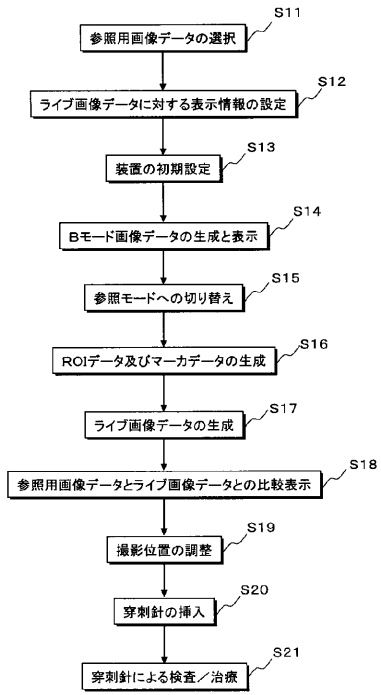 S11
参照用画像データの選択
S12
ライブ画像データに対する表示情報の設定
S13
装置の初期設定
S14
Bモード画像データの生成と表示
S15
参照モードへの切り替え
S16
ROIデータ及びマーカデータの生成
S17
ライブ画像データの生成
S18
参照用画像データとライブ画像データとの比較表示
S19
撮影位置の調整
S20
穿刺針の挿入
S21
穿刺針による検査／治療